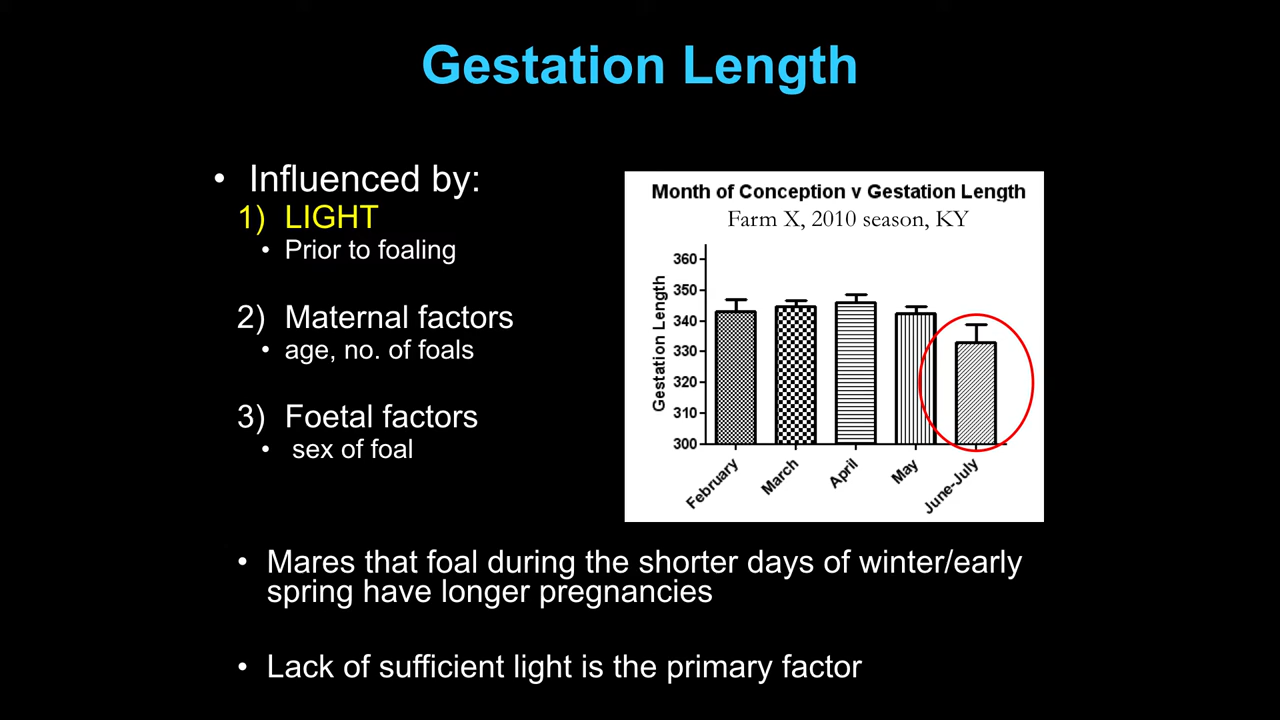 Gestation Length
• Influenced by:
1) LIGHT
• Prior to foaling
2) Maternal factors
• age, no. of foals
3) Foetal factors
• sex of foal
Month of Conception v Gestation Length
Farm X, 2010 season, KY
Gestation Length
360
350
340
330
320
310
300
February
March
April
May
June-July
• Mares that foal during the shorter days of winter/early
spring have longer pregnancies
• Lack of sufficient light is the primary factor